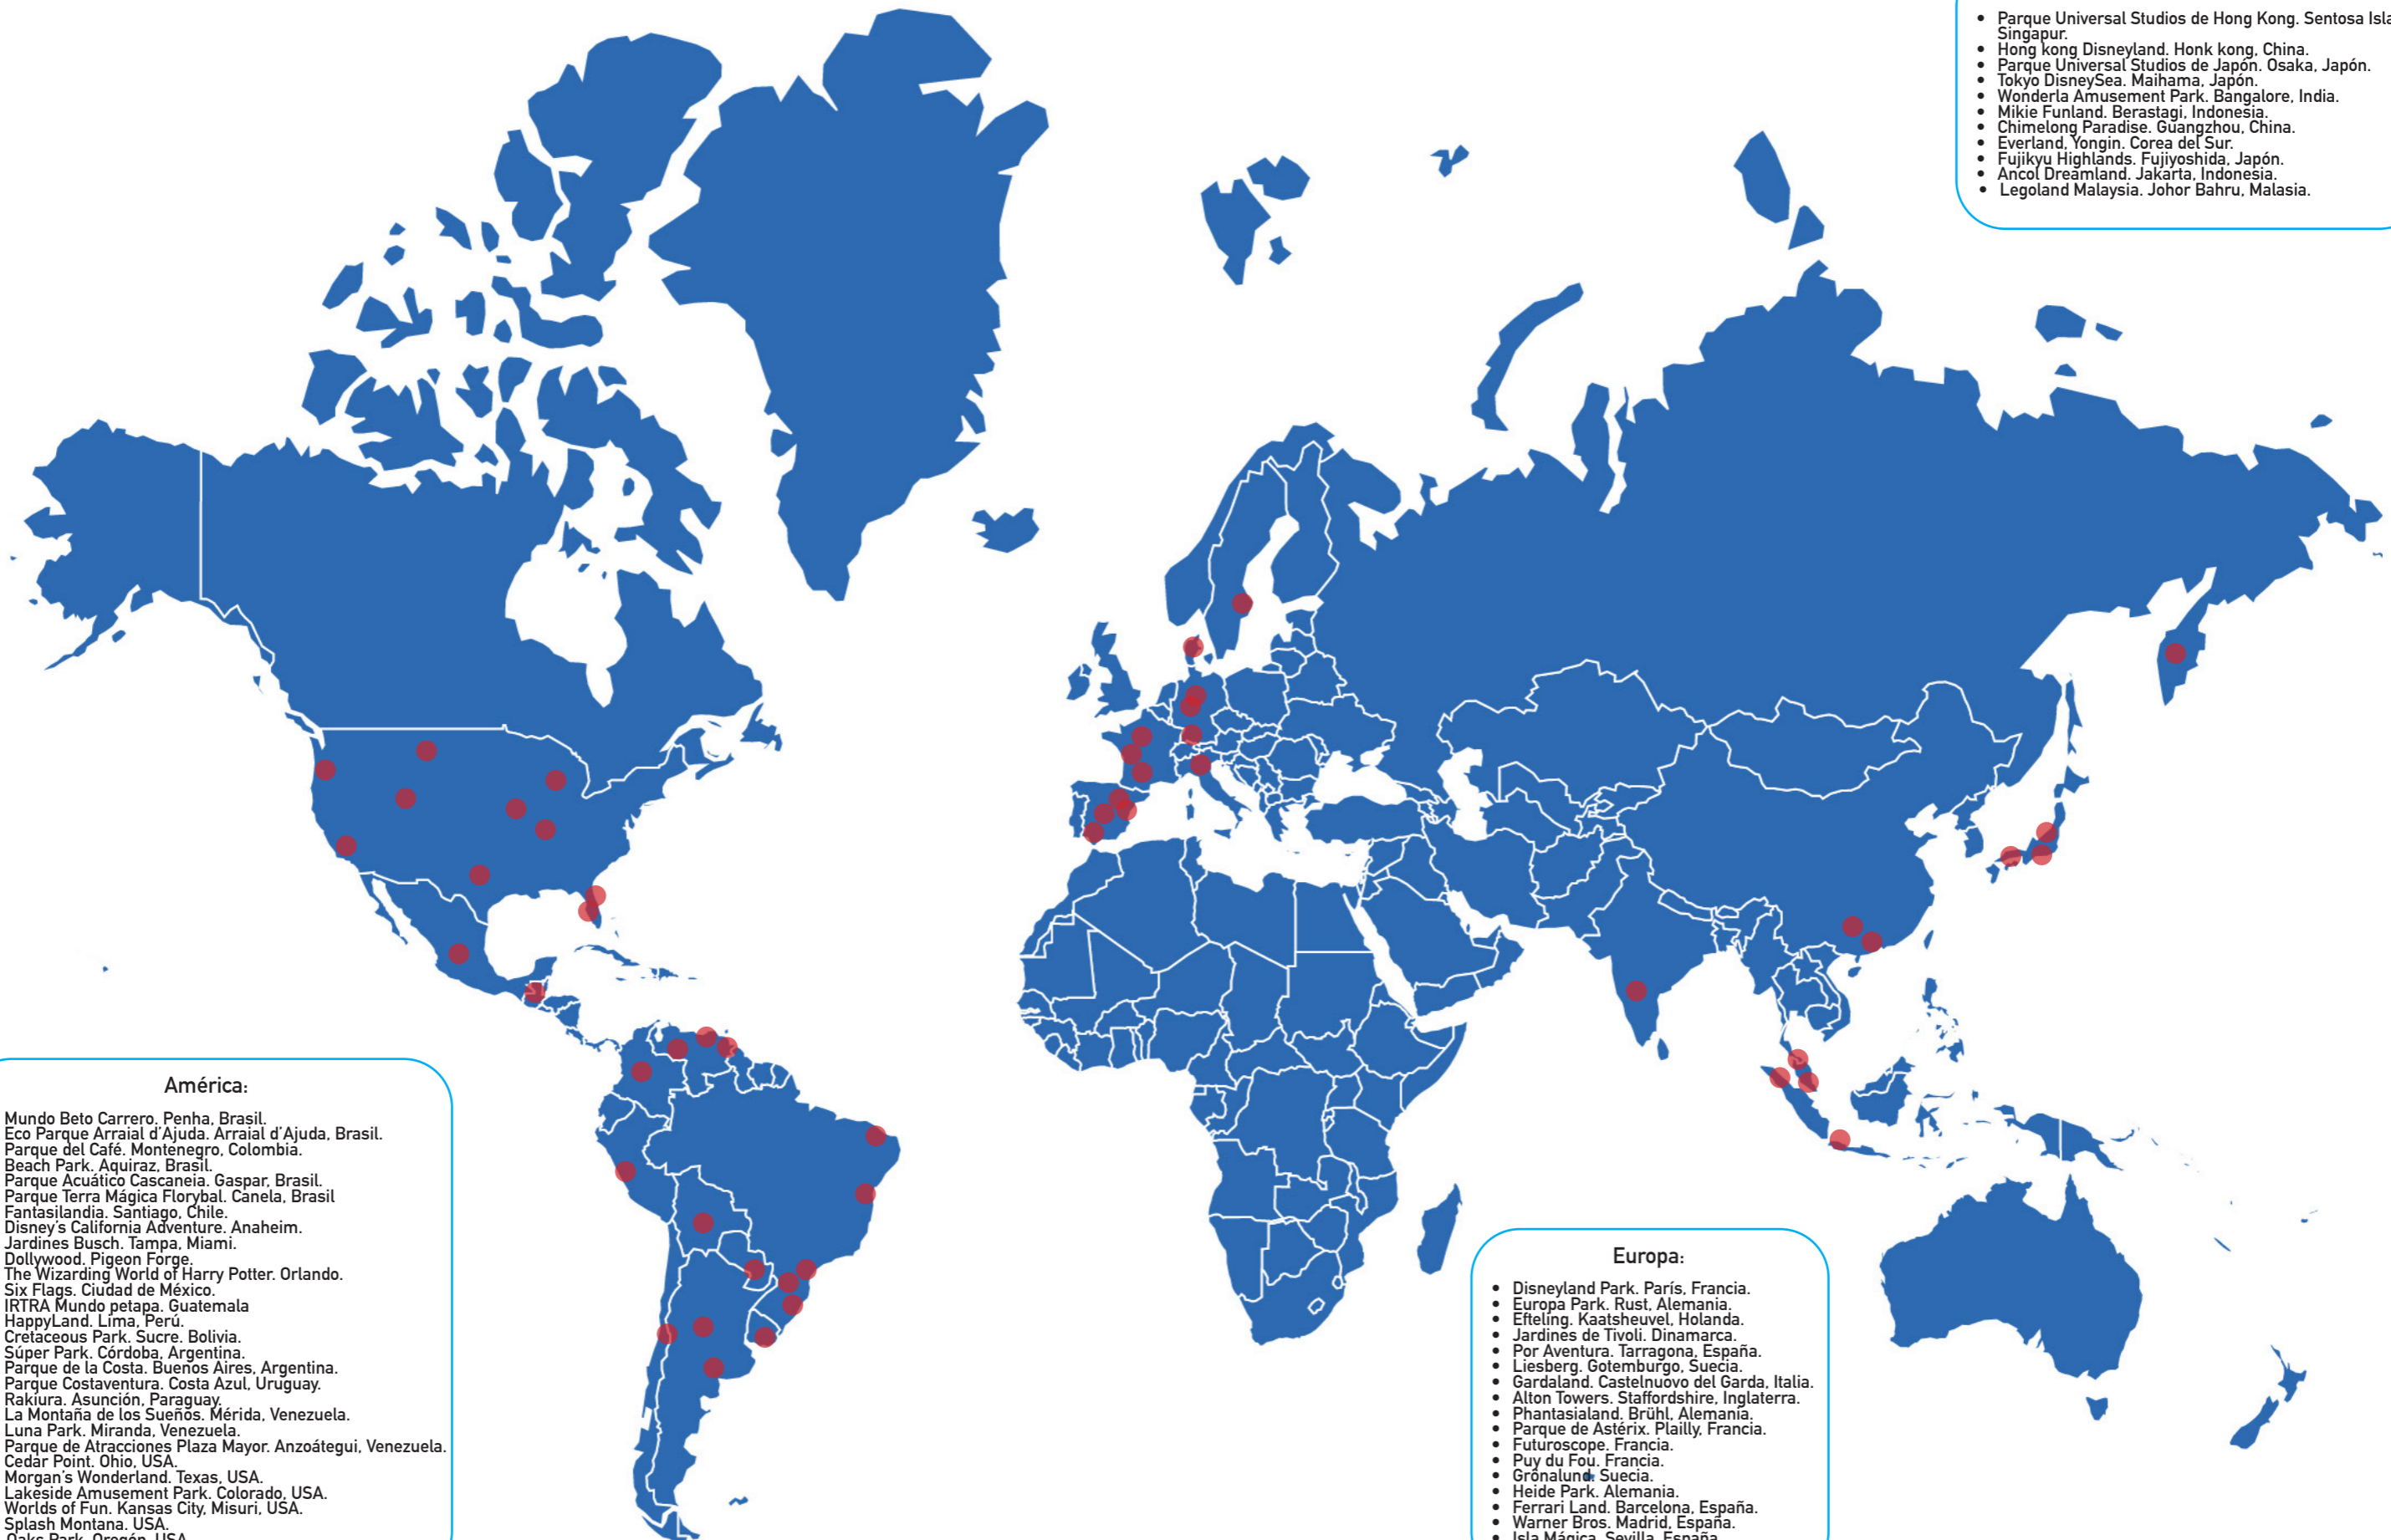 • Parque Universal Studios de Hong Kong. Sentosa Isla
Singapur.
• Hong kong Disneyland. Honk kong, China.
• Parque Universal Studios de Japón. Osaka, Japón.
• Tokyo DisneySea. Maihama, Japón.
• Wonderla Amusement Park. Bangalore, India.
• Mikie Funland. Berastagi, Indonesia.
• Chimelong Paradise. Guangzhou, China.
• Everland, Yongin. Corea del Sur.
• Fujikyu Highlands. Fujiyoshida, Japón.
• Ancol Dreamland. Jakarta, Indonesia.
• Legoland Malaysia. Johor Bahru, Malasia.
América:
Mundo Beto Carrero. Penha, Brasil.
Eco Parque Arraial d'Ajuda. Arraial d'Ajuda, Brasil.
Parque del Café. Montenegro, Colombia.
Beach Park. Aquiraz, Brasil.
Parque Acuático Cascaneia. Gaspar, Brasil.
Parque Terra Mágica Florybal. Canela, Brasil
Fantasilandia. Santiago, Chile.
Disney's California Adventure. Anaheim.
Jardines Busch. Tampa, Miami.
Dollywood. Pigeon Forge.
The Wizarding World of Harry Potter. Orlando.
Six Flags. Ciudad de México.
IRTRA Mundo petapa. Guatemala
HappyLand. Lima, Perú.
Cretaceous Park. Sucre. Bolivia.
Súper Park. Córdoba, Argentina.
Parque de la Costa. Buenos Aires, Argentina.
Parque Costaventura. Costa Azul, Uruguay.
Rakiura. Asunción, Paraguay.
La Montaña de los Sueños. Mérida, Venezuela.
Luna Park. Miranda, Venezuela.
Parque de Atracciones Plaza Mayor. Anzoátegui, Venezuela.
Cedar Point. Ohio, USA.
Morgan's Wonderland. Texas, USA.
Lakeside Amusement Park. Colorado, USA.
Worlds of Fun. Kansas City, Misuri, USA.
Splash Montana. USA.
Oaks Park. Oregón, USA.
Europa:
• Disneyland Park. París, Francia.
• Europa Park. Rust, Alemania.
• Efteling. Kaatsheuvel, Holanda.
• Jardines de Tivoli. Dinamarca.
• Por Aventura. Tarragona, España.
• Liesberg. Gotemburgo, Suecia.
• Gardaland. Castelnuovo del Garda, Italia.
• Alton Towers. Staffordshire, Inglaterra.
• Phantasialand. Brühl, Alemania.
• Parque de Astérix. Plailly, Francia.
• Futuroscope. Francia.
• Puy du Fou. Francia.
• Grönalund. Suecia.
• Heide Park. Alemania.
• Ferrari Land. Barcelona, España.
• Warner Bros. Madrid, España.
• Isla Mágica. Sevilla, España.